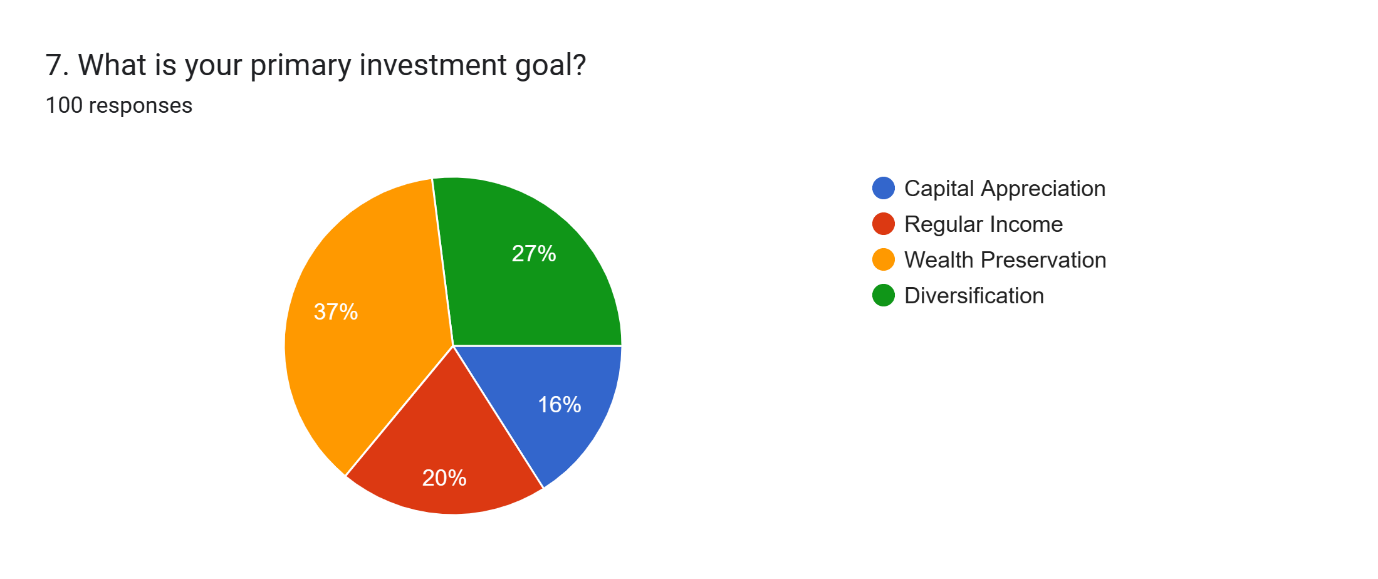 7. What is your primary investment goal?
100 responses
27%
37%
16%
20%
Capital Appreciation
Regular Income
Wealth Preservation
Diversification